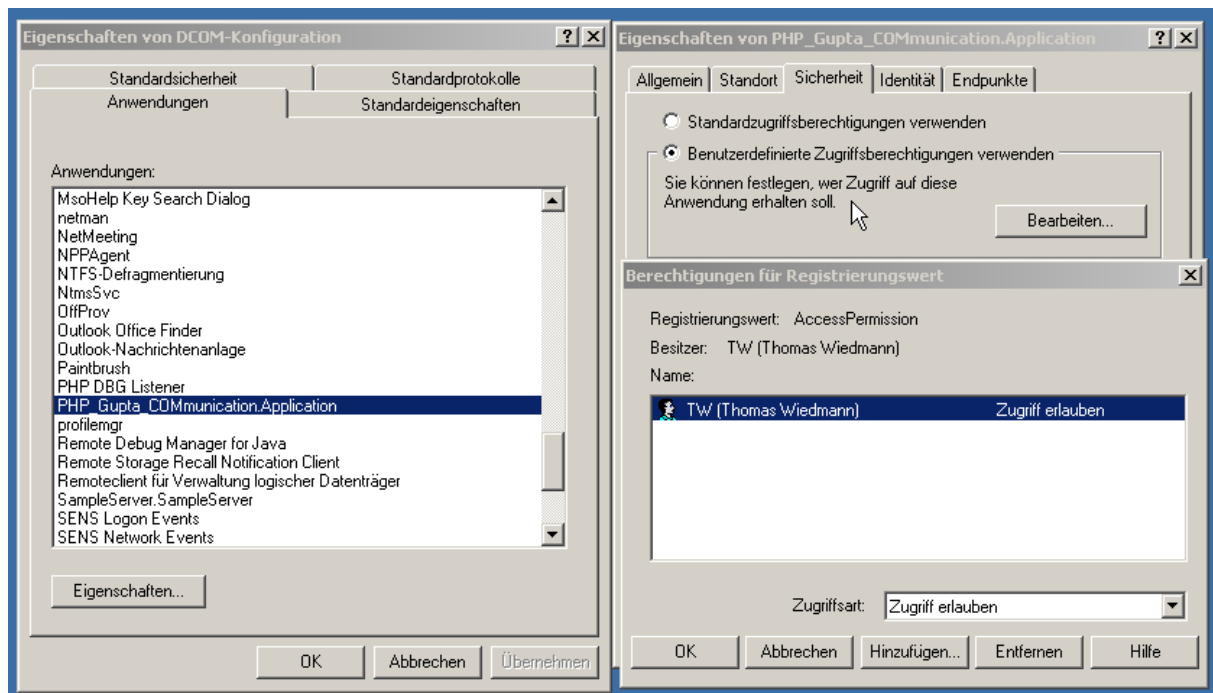 Eigenschaften von DCOM-Konfiguration
Standardsicherheit
Standardprotokolle
Anwendungen
Standardeigenschaften
Anwendungen:
MsoHelp Key Search Dialog
netman
NetMeeting
NPPAgent
NTFS-Defragmentierung
NtmsSvc
OffProv
Outlook Office Finder
Outlook-Nachrichtenanlage
Paintbrush
PHP DBG Listener
PHP_Gupta_COMmunication.Application
profilemgr
Remote Debug Manager for Java
Remote Storage Recall Notification Client
Remoteclient für Verwaltung logischer Datenträger
SampleServer.SampleServer
SENS Logon Events
SENS Network Events
Eigenschaften...
OK
Abbrechen
Übernehmen
Eigenschaften von PHP_Gupta_COMmunication.Application
Allgemein
Standort
Sicherheit
Identität
Endpunkte
Standardzugriffsberechtigungen verwenden
Benutzerdefinierte Zugriffsberechtigungen verwenden
Sie können festlegen, wer Zugriff auf diese
Anwendung erhalten soll.
Bearbeiten...
Berechtigungen für Registrierungswert
Registrierungswert: AccessPermission
Besitzer: TW (Thomas Wiedmann)
Name:
TW (Thomas Wiedmann) Zugriff erlauben
Zugriffsart: Zugriff erlauben
OK
Abbrechen
Hinzufügen...
Entfernen
Hilfe